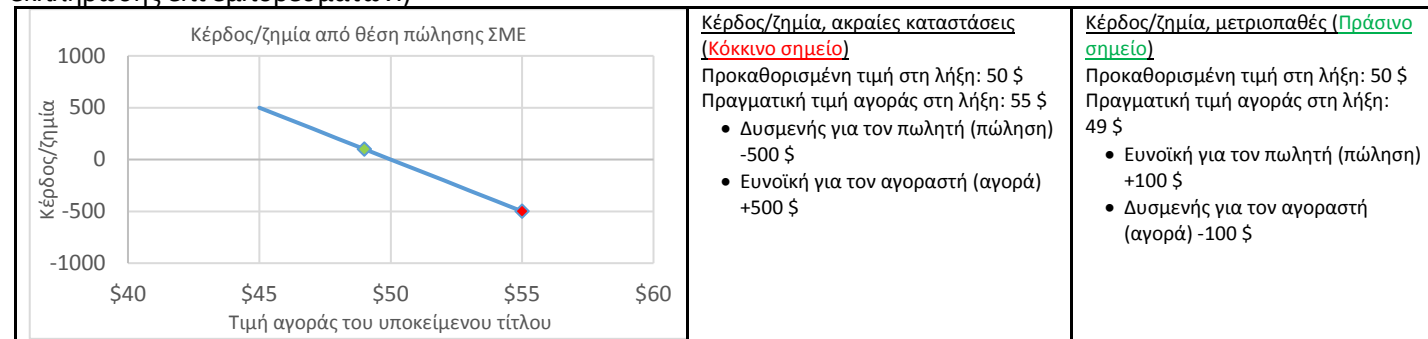 εκπλήρωσης επί εμπορευμάτων)
Κέρδος/ζημία από θέση πώλησης ΣΜΕ
1000
500
0
-500
-1000
Κέρδος/ζημία
$40 $45 $50 $55 $60
Τιμή αγοράς του υποκείμενου τίτλου
Κέρδος/ζημία, ακραίες καταστάσεις
(Κόκκινο σημείο)
Προκαθορισμένη τιμή στη λήξη: 50 $
Πραγματική τιμή αγοράς στη λήξη: 55 $
• Δυσμενής για τον πωλητή (πώληση)
-500 $
• Ευνοϊκή για τον αγοραστή (αγορά)
+500 $
Κέρδος/ζημία, μετριοπαθές (Πράσινο
σημείο)
Προκαθορισμένη τιμή στη λήξη: 50 $
Πραγματική τιμή αγοράς στη λήξη:
49 $
• Ευνοϊκή για τον πωλητή (πώληση)
+100 $
• Δυσμενής για τον αγοραστή
(αγορά) -100 $